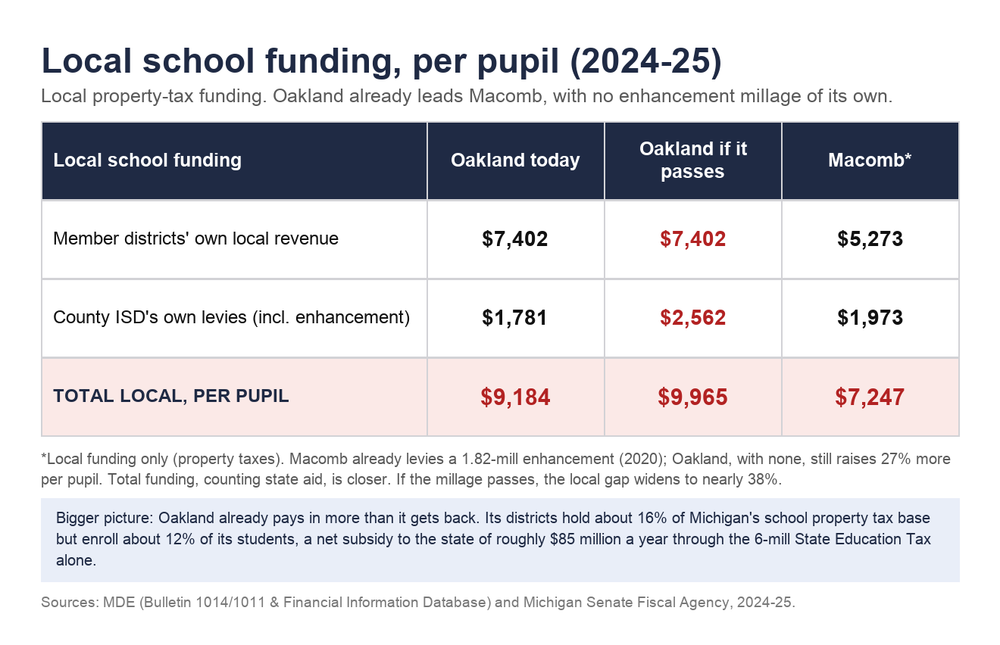 Local school funding, per pupil (2024-25)
Local property-tax funding. Oakland already leads Macomb, with no enhancement millage of its own.
Local school funding
Oakland today
Oakland if it
passes
Macomb*
Member districts' own local revenue
$7,402
$7,402
$5,273
County ISD's own levies (incl. enhancement)
$1,781
$2,562
$1,973
TOTAL LOCAL, PER PUPIL
$9,184
$9,965
$7,247
*Local funding only (property taxes). Macomb already levies a 1.82-mill enhancement (2020); Oakland, with none, still raises 27% more
per pupil. Total funding, counting state aid, is closer. If the millage passes, the local gap widens to nearly 38%.
Bigger picture: Oakland already pays in more than it gets back. Its districts hold about 16% of Michigan's school property tax base
but enroll about 12% of its students, a net subsidy to the state of roughly $85 million a year through the 6-mill State Education Tax
alone.
Sources: MDE (Bulletin 1014/1011 & Financial Information Database) and Michigan Senate Fiscal Agency, 2024-25.